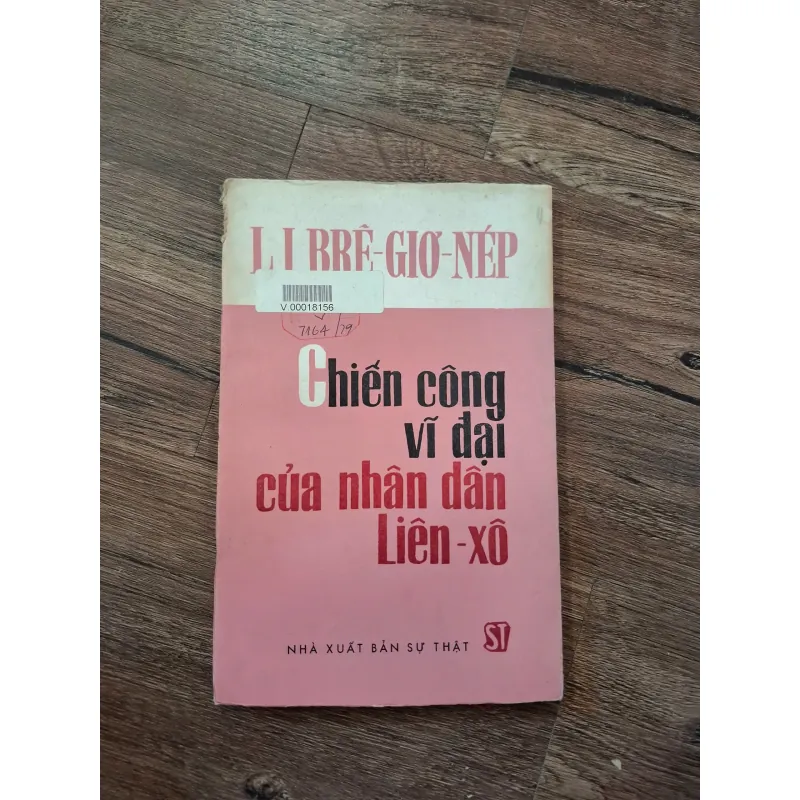 L.I. BRÊ-GIƠ-NÉP
V 00018156
7164/79
Chiến công
vĩ đại
của nhân dân
Liên-xô
NHÀ XUẤT BẢN SỰ THẬT ST